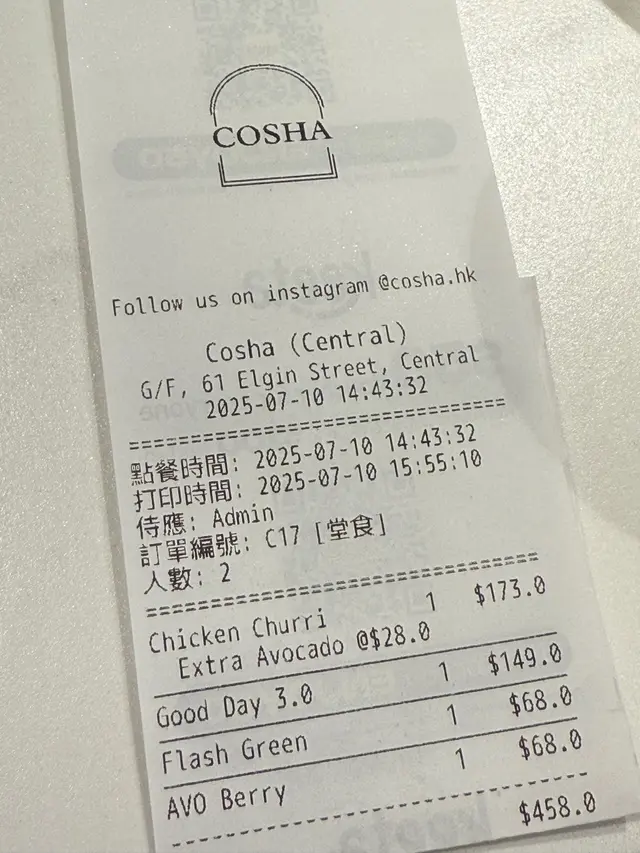 COSHA
Follow us on instagram @cosha.hk
Cosha (Central)
G/F, 61 Elgin Street, Central
2025-07-10 14:43:32
==============================
點餐時間: 2025-07-10 14:43:32
打印時間: 2025-07-10 15:55:10
侍應: Admin
訂單編號: C17 [堂食]
人數: 2
==============================
Chicken Churri 1 $173.0
Extra Avocado @$28.0
Good Day 3.0 1 $149.0
Flash Green 1 $68.0
AVO Berry 1 $68.0
$458.0